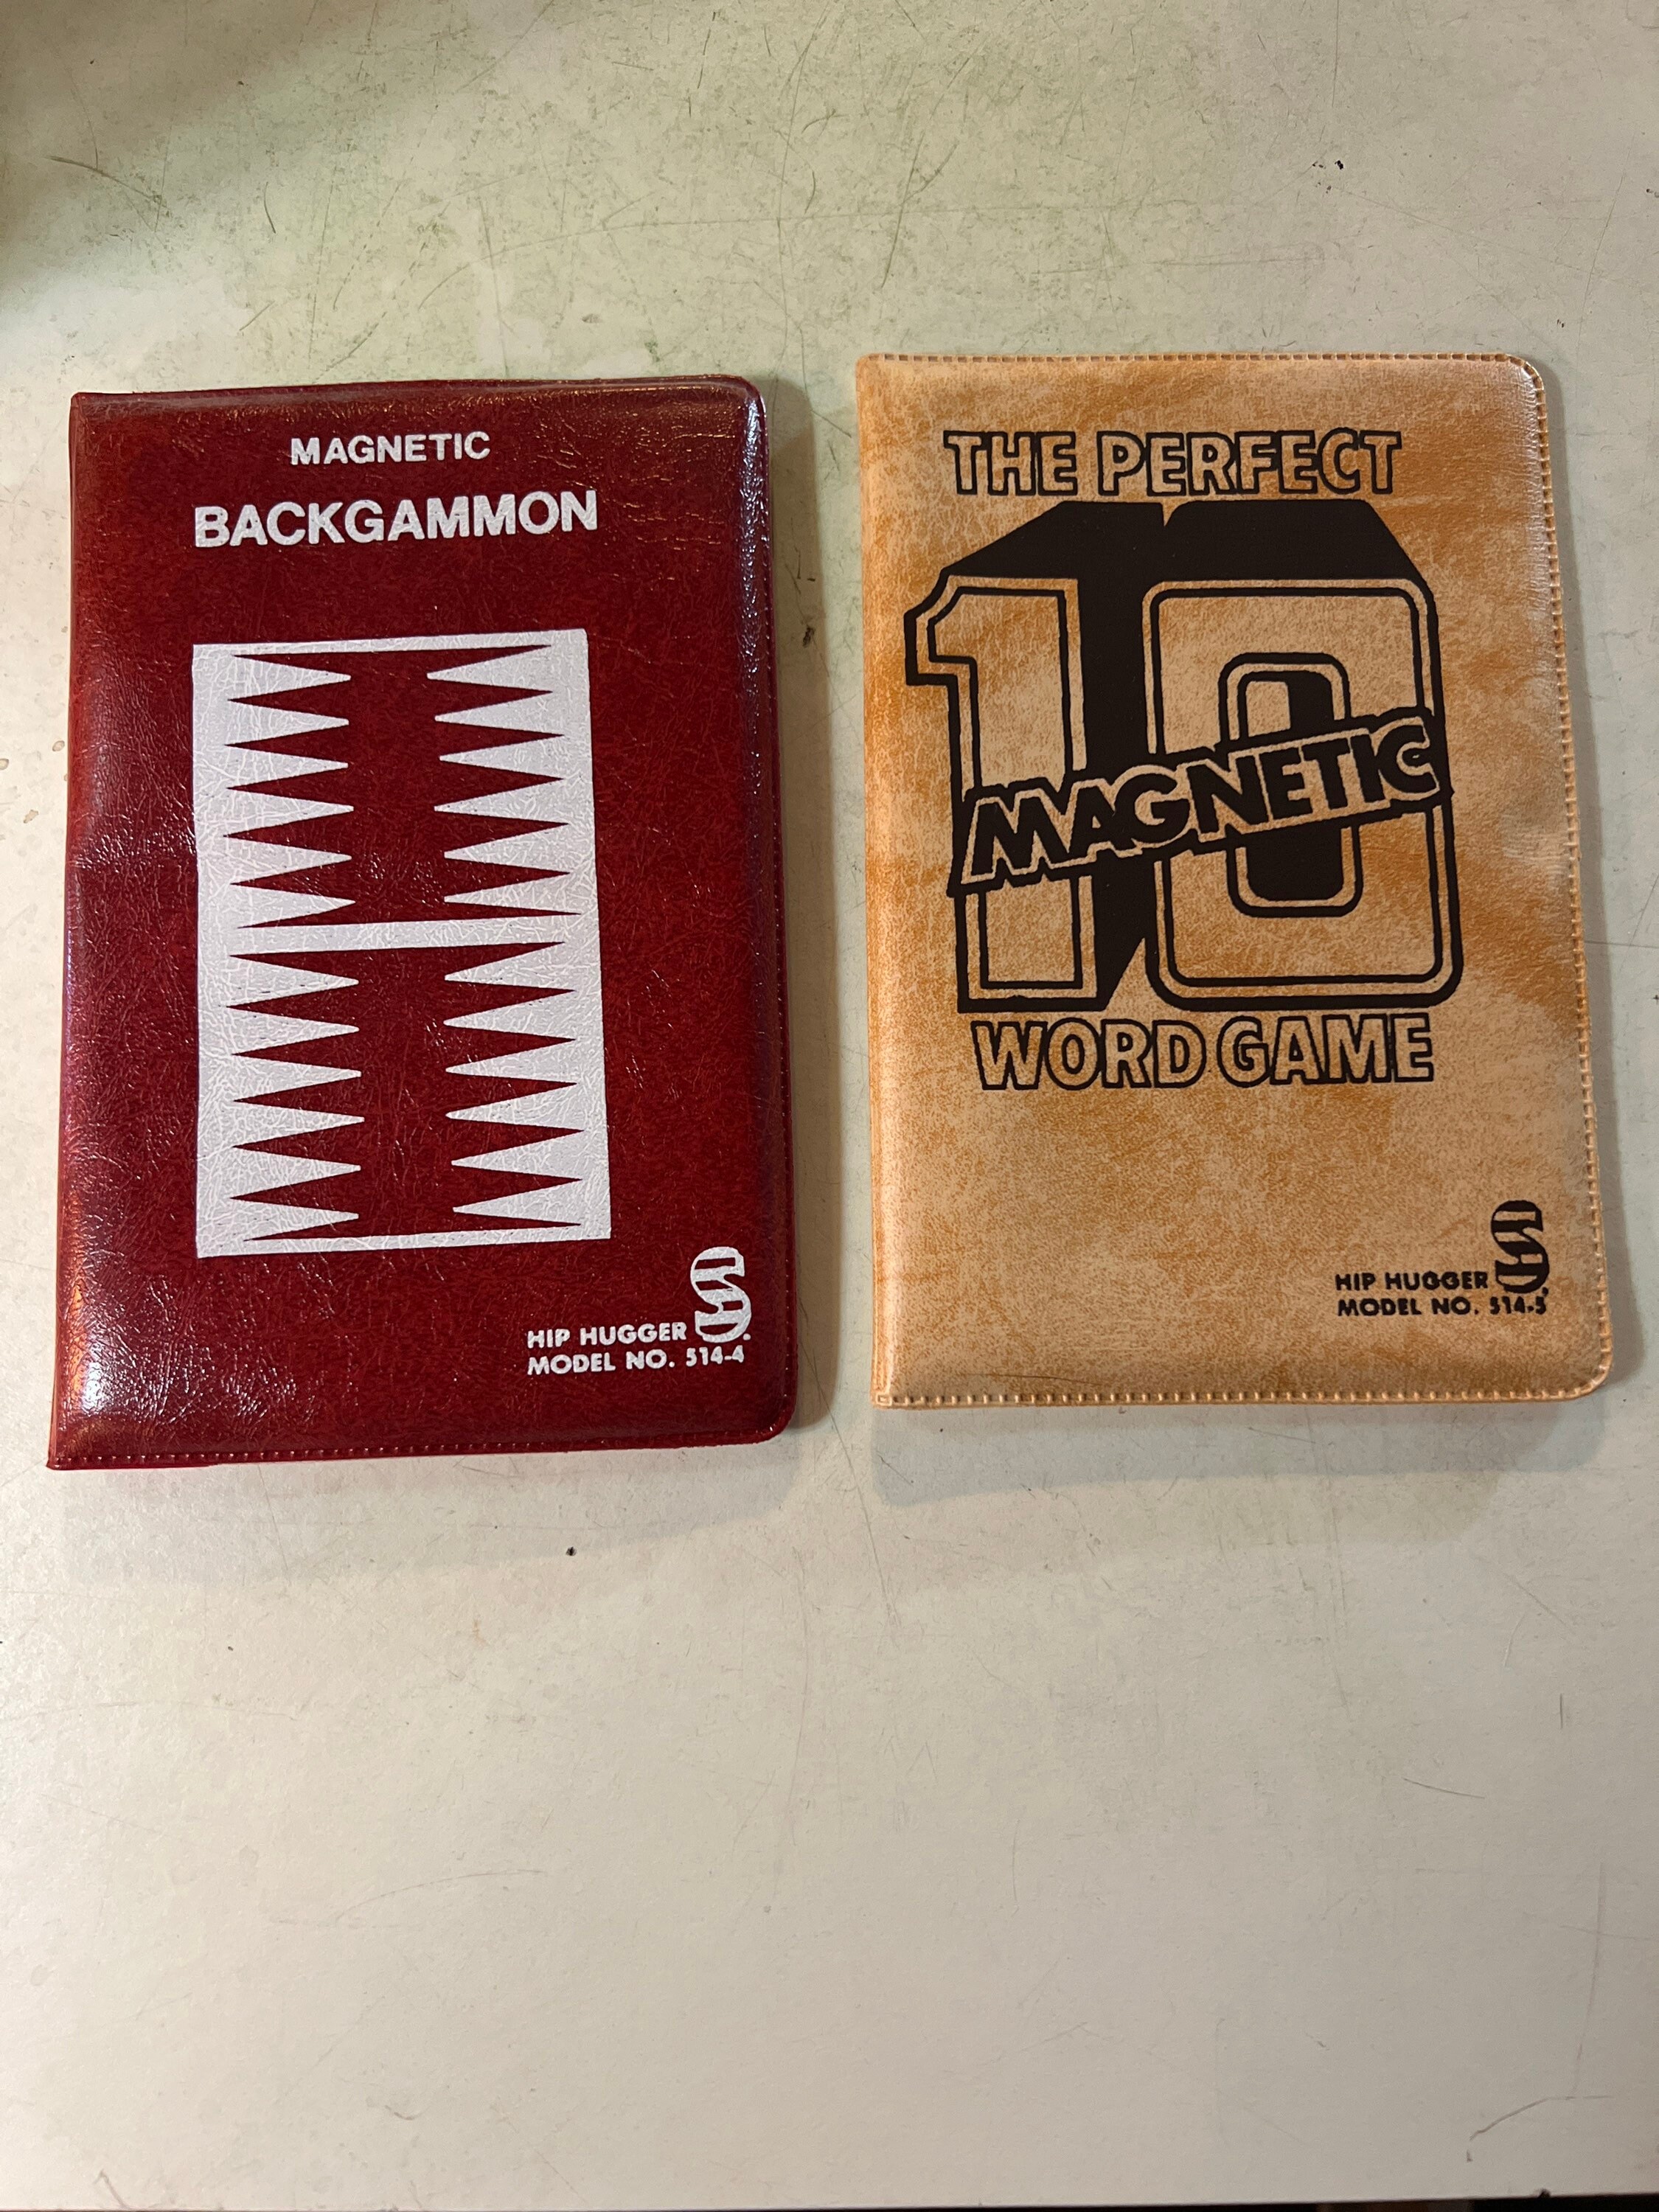 MAGNETIC
BACKGAMMON
HIP HUGGER
MODEL NO. 514-4
THE PERFECT
10
MAGNETIC
WORD GAME
HIP HUGGER
MODEL NO. 514-5